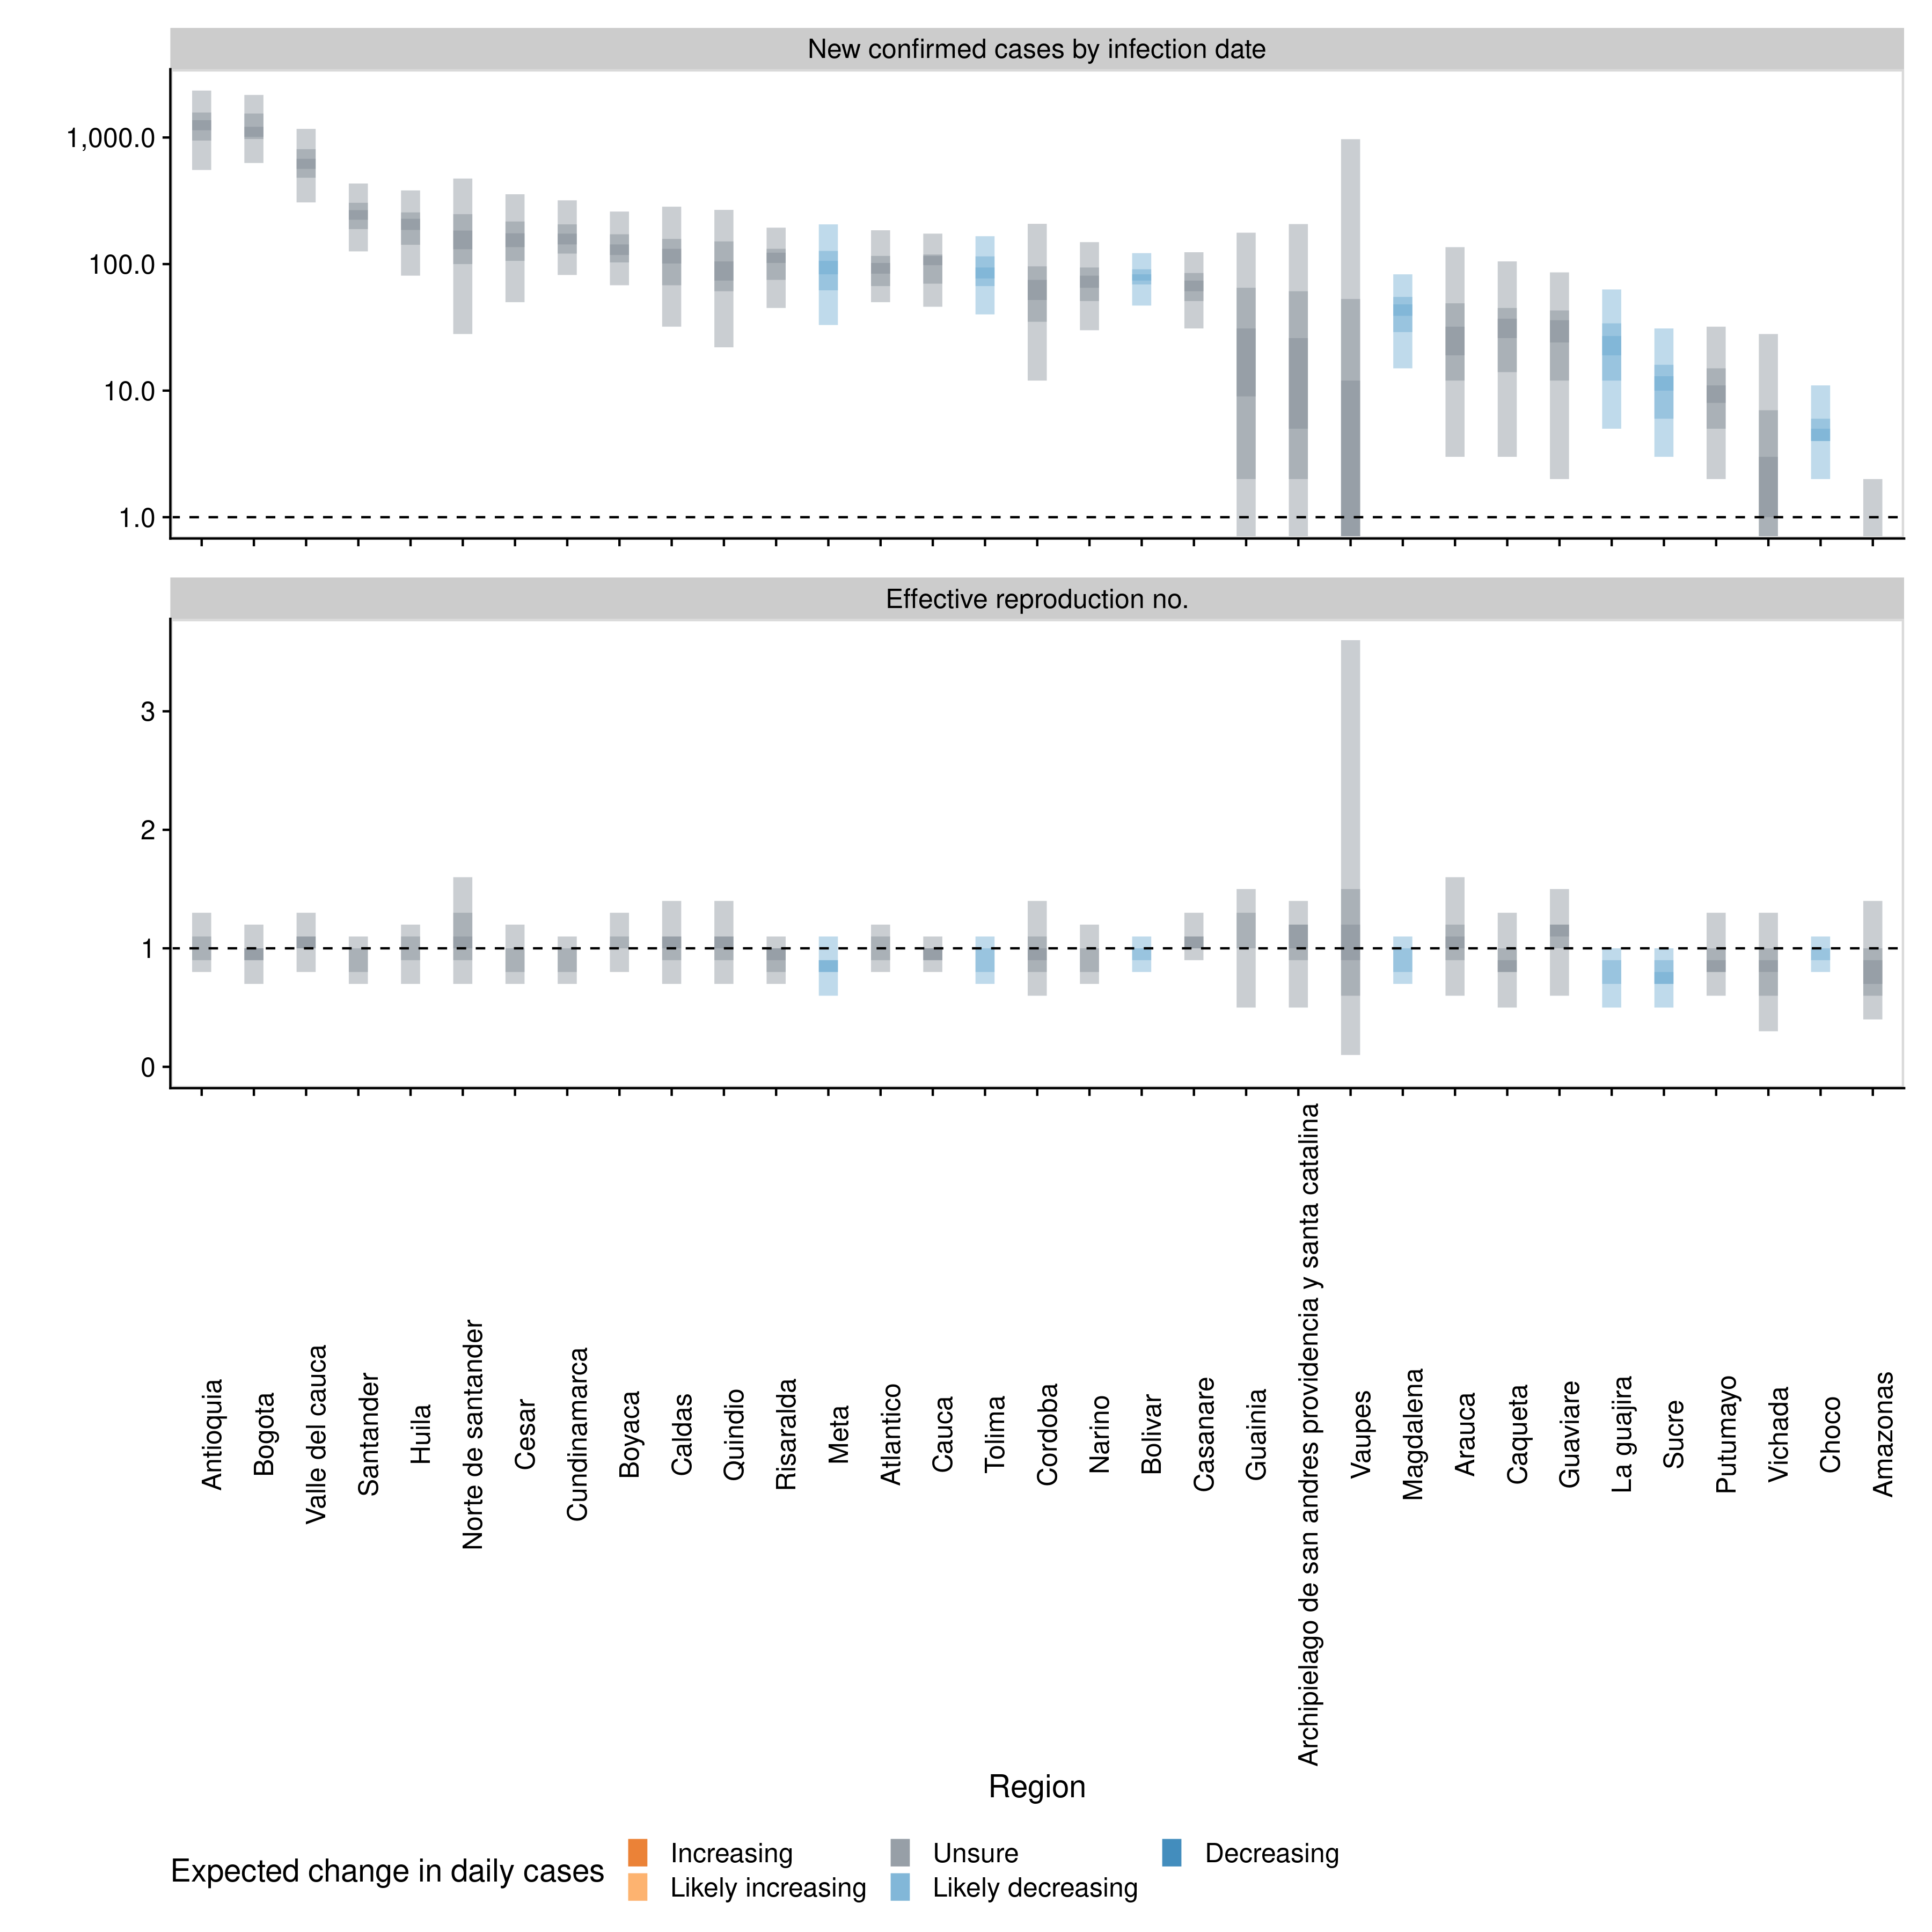 New confirmed cases by infection date
1,000.0
100.0
10.0
1.0
Effective reproduction no.
3
2
1
0
Antioquia
Bogota
Valle del cauca
Santander
Huila
Norte de santander
Cesar
Cundinamarca
Boyaca
Caldas
Quindio
Risaralda
Meta
Atlantico
Cauca
Tolima
Cordoba
Narino
Bolivar
Casanare
Guainia
Archipielago de san andres providencia y santa catalina
Vaupes
Magdalena
Arauca
Caqueta
Guaviare
La guajira
Sucre
Putumayo
Vichada
Choco
Amazonas
Region
Expected change in daily cases
Increasing
Likely increasing
Unsure
Likely decreasing
Decreasing